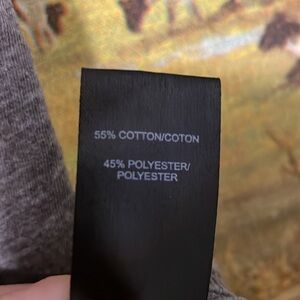 55% COTTON/COTON
45% POLYESTER/
POLYESTER